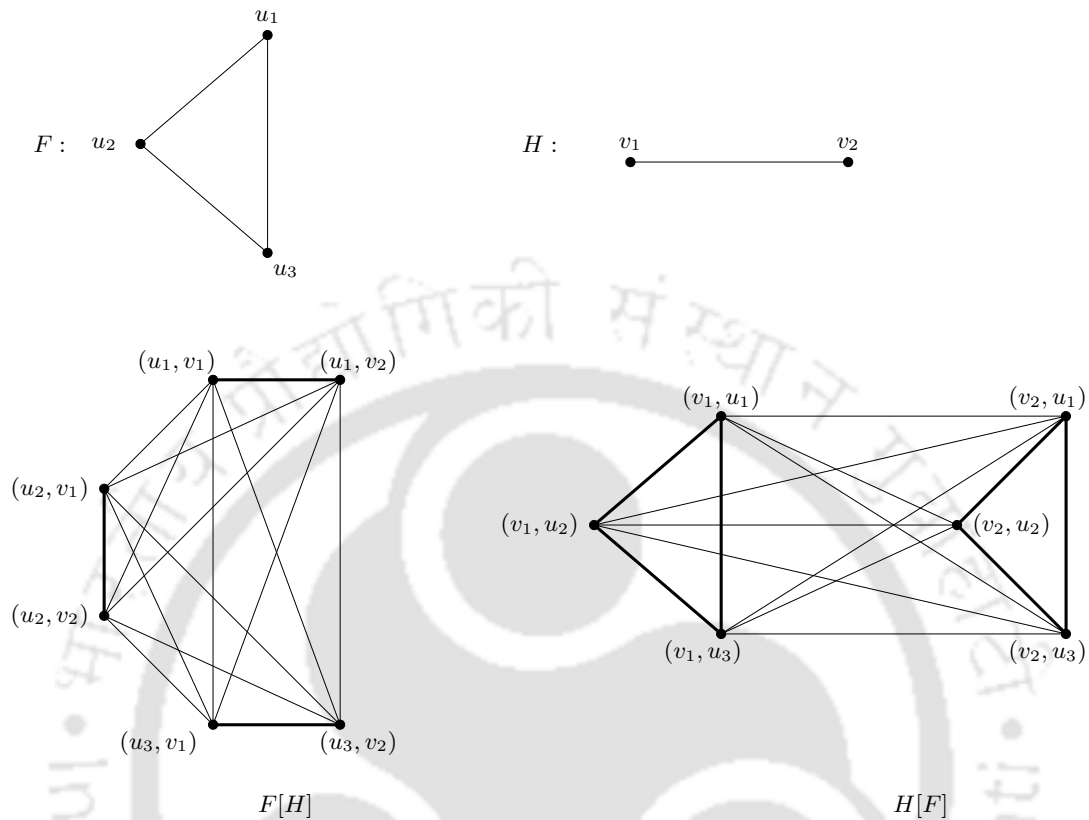 u₁
F : u₂
H : v₁ v₂
u₃
(u₁, v₁) (u₁, v₂)
(v₁, u₁) (v₂, u₁)
(u₂, v₁)
(v₁, u₂) (v₂, u₂)
(u₂, v₂)
(v₁, u₃) (v₂, u₃)
(u₃, v₁) (u₃, v₂)
F[H] H[F]